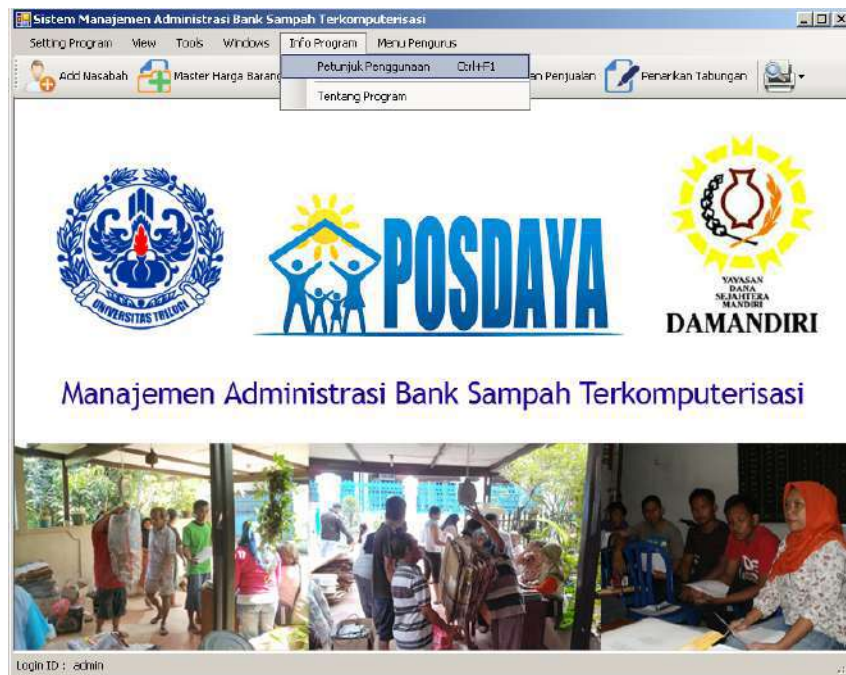 Sistem Manajemen Administrasi Bank Sampah Terkomputerisasi
Setting Program View Tools Windows Info Program Menu Pengurus
Petunjuk Penggunaan Ctrl+F1
Tentang Program
Add Nasabah Master Harga Barang an Penjualan Penarikan Tabungan
UNIVERSITAS TRILOGI
POSDAYA
YAYASAN
DANA
SEJAHTERA
MANDIRI
DAMANDIRI
Manajemen Administrasi Bank Sampah Terkomputerisasi
Login ID : admin